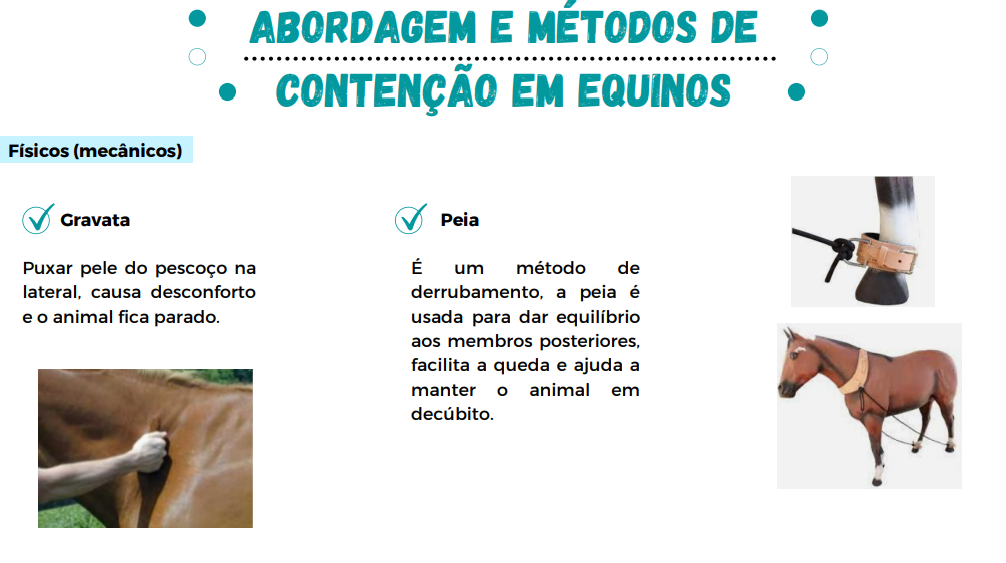 ABORDAGEM E MÉTODOS DE
CONTENÇÃO EM EQUINOS
Físicos (mecânicos)
Gravata
Puxar pele do pescoço na
lateral, causa desconforto
e o animal fica parado.
Peia
É um método de
derrubamento, a peia é
usada para dar equilíbrio
aos membros posteriores,
facilita a queda e ajuda a
manter o animal em
decúbito.